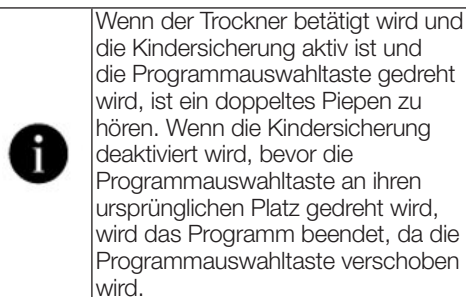 Wenn der Trockner betätigt wird und
die Kindersicherung aktiv ist und
die Programmauswahltaste gedreht
wird, ist ein doppeltes Piepen zu
hören. Wenn die Kindersicherung
deaktiviert wird, bevor die
Programmauswahltaste an ihren
ursprünglichen Platz gedreht wird,
wird das Programm beendet, da die
Programmauswahltaste verschoben
wird.